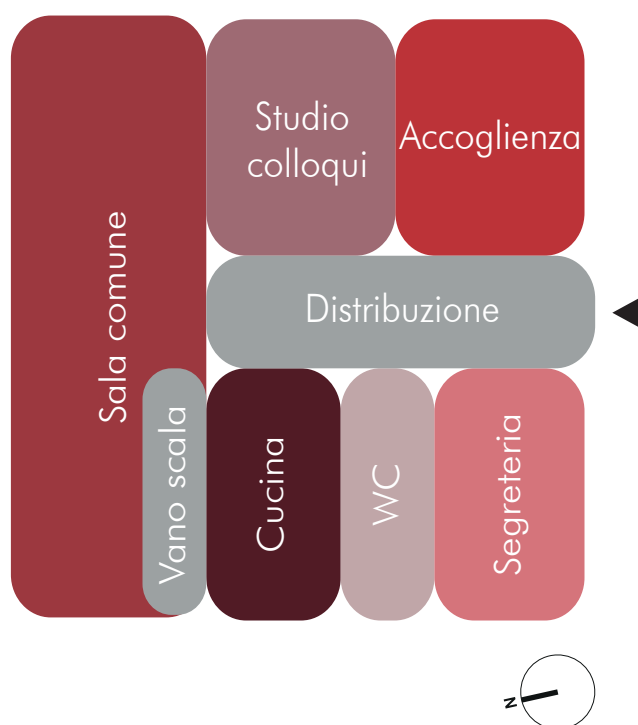 Studio
colloqui
Accoglienza
Sala comune
Distribuzione
Vano scala
Cucina
WC
Segreteria
N